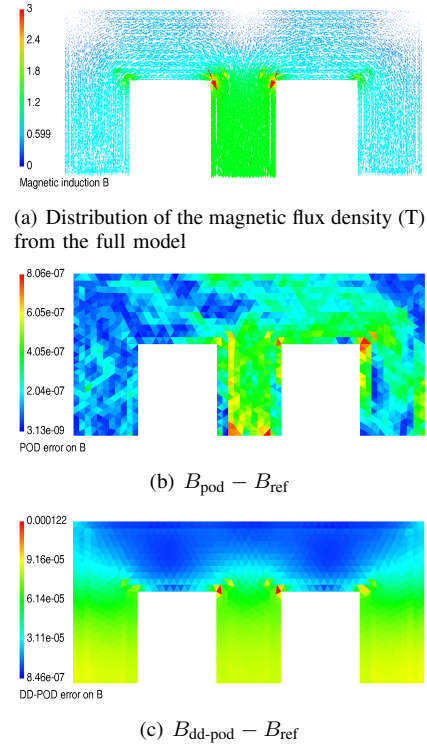 3
2.4
1.8
1.2
0.599
0
Magnetic induction B
(a) Distribution of the magnetic flux density (T)
from the full model
8.06e-07
6.05e-07
4.05e-07
2.04e-07
3.13e-09
POD error on B
(b) B_pod − B_ref
0.000122
9.16e-05
6.14e-05
3.11e-05
8.46e-07
DD-POD error on B
(c) B_dd-pod − B_ref